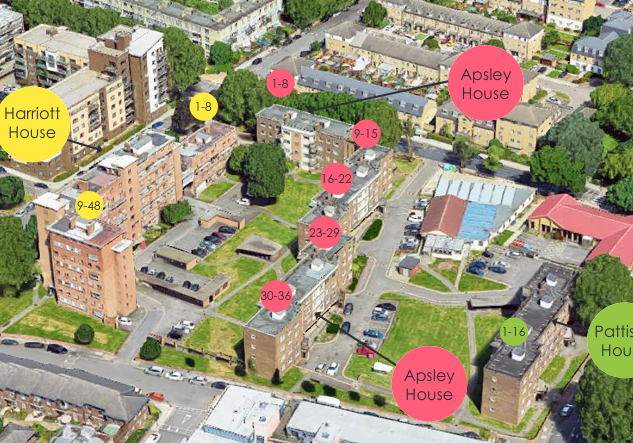 1-8
1-8
Apsley
House
Harriott
House
9-15
16-22
9-48
23-29
30-36
1-16
Pattis
Hou
Apsley
House